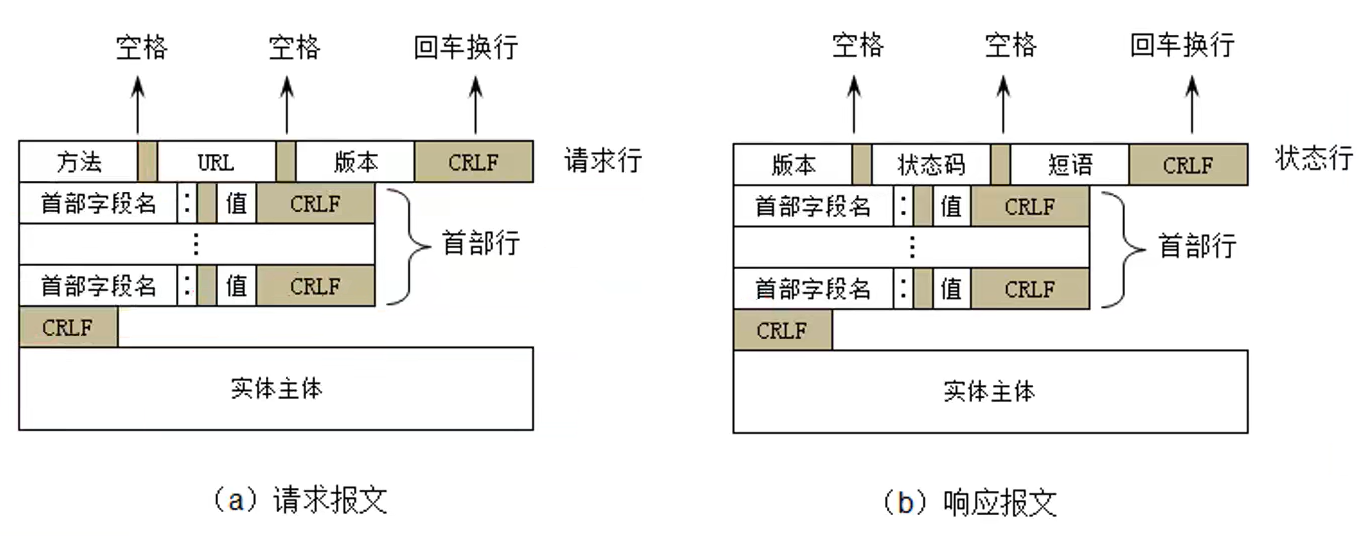 空格 空格 回车换行
方法 URL 版本 CRLF 请求行
首部字段名 : 值 CRLF
⋮ 首部行
首部字段名 : 值 CRLF
CRLF
实体主体
(a)请求报文
空格 空格 回车换行
版本 状态码 短语 CRLF 状态行
首部字段名 : 值 CRLF
⋮ 首部行
首部字段名 : 值 CRLF
CRLF
实体主体
(b)响应报文